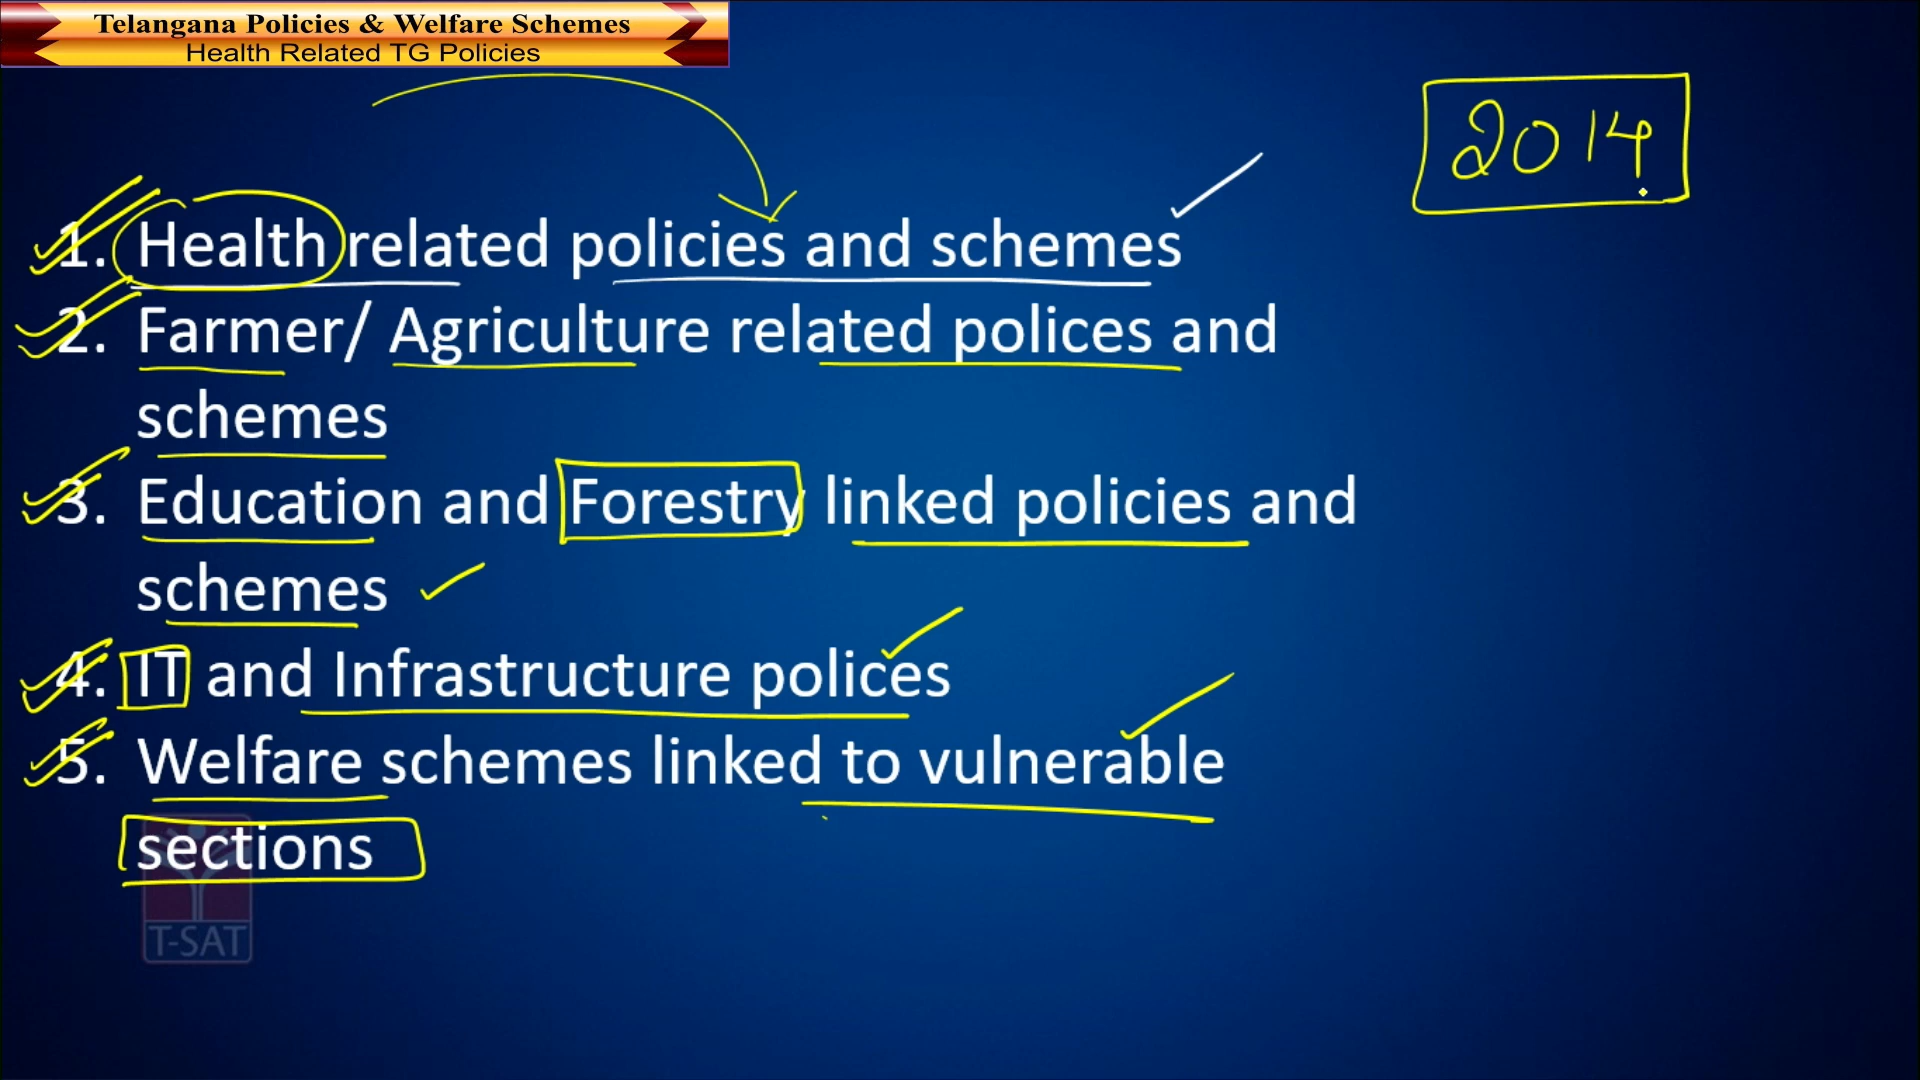 Telangana Policies & Welfare Schemes
Health Related TG Policies
2014
1. Health related policies and schemes
2. Farmer/ Agriculture related polices and
schemes
3. Education and Forestry linked policies and
schemes
4. IT and Infrastructure polices
5. Welfare schemes linked to vulnerable
sections
T-SAT